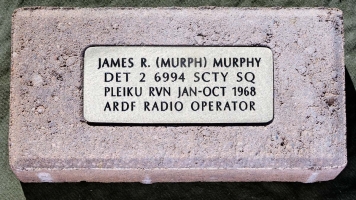 JAMES R. (MURPH) MURPHY
DET 2 6994 SCTY SQ
PLEIKU RVN JAN-OCT 1968
ARDF RADIO OPERATOR